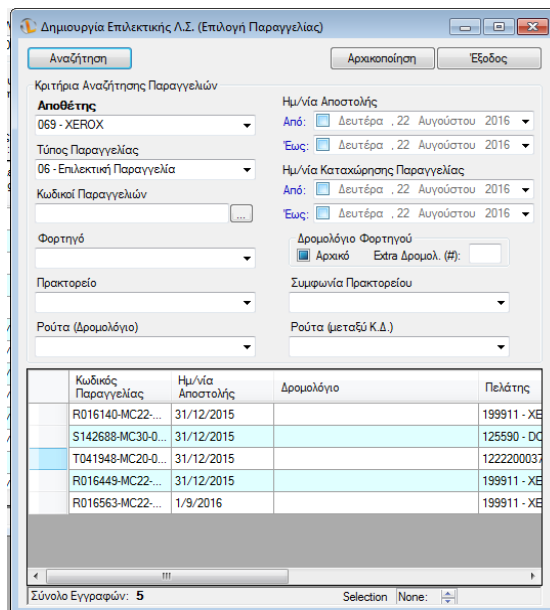 Δημιουργία Επιλεκτικής Λ.Σ. (Επιλογή Παραγγελίας)
Αναζήτηση Αρχικοποίηση Έξοδος
Κριτήρια Αναζήτησης Παραγγελιών
Αποθέτης
069 - XEROX
Τύπος Παραγγελίας
06 - Επιλεκτική Παραγγελία
Κωδικοί Παραγγελιών
...
Φορτηγό
Πρακτορείο
Ρούτα (Δρομολόγιο)
Ημ/νία Αποστολής
Από: Δευτέρα , 22 Αυγούστου 2016
Έως: Δευτέρα , 22 Αυγούστου 2016
Ημ/νία Καταχώρησης Παραγγελίας
Από: Δευτέρα , 22 Αυγούστου 2016
Έως: Δευτέρα , 22 Αυγούστου 2016
Δρομολόγιο Φορτηγού
Αρχικό Extra Δρομολ. (#):
Συμφωνία Πρακτορείου
Ρούτα (μεταξύ Κ.Δ.)
Κωδικός Παραγγελίας Ημ/νία Αποστολής Δρομολόγιο Πελάτης
R016140-MC22-... 31/12/2015 199911 - XE
S142688-MC30-0... 31/12/2015 125590 - DO
T041948-MC20-0... 31/12/2015 1222200037
R016449-MC22-... 31/12/2015 199911 - XE
R016563-MC22-... 1/9/2016 199911 - XE
Σύνολο Εγγραφών: 5 Selection None: